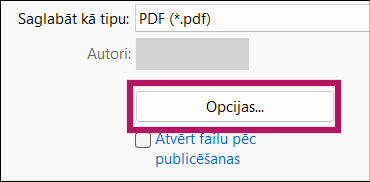 Saglabāt kā tipu: PDF (*.pdf)
Autori:
Opcijas...
Atvērt failu pēc
publicēšanas